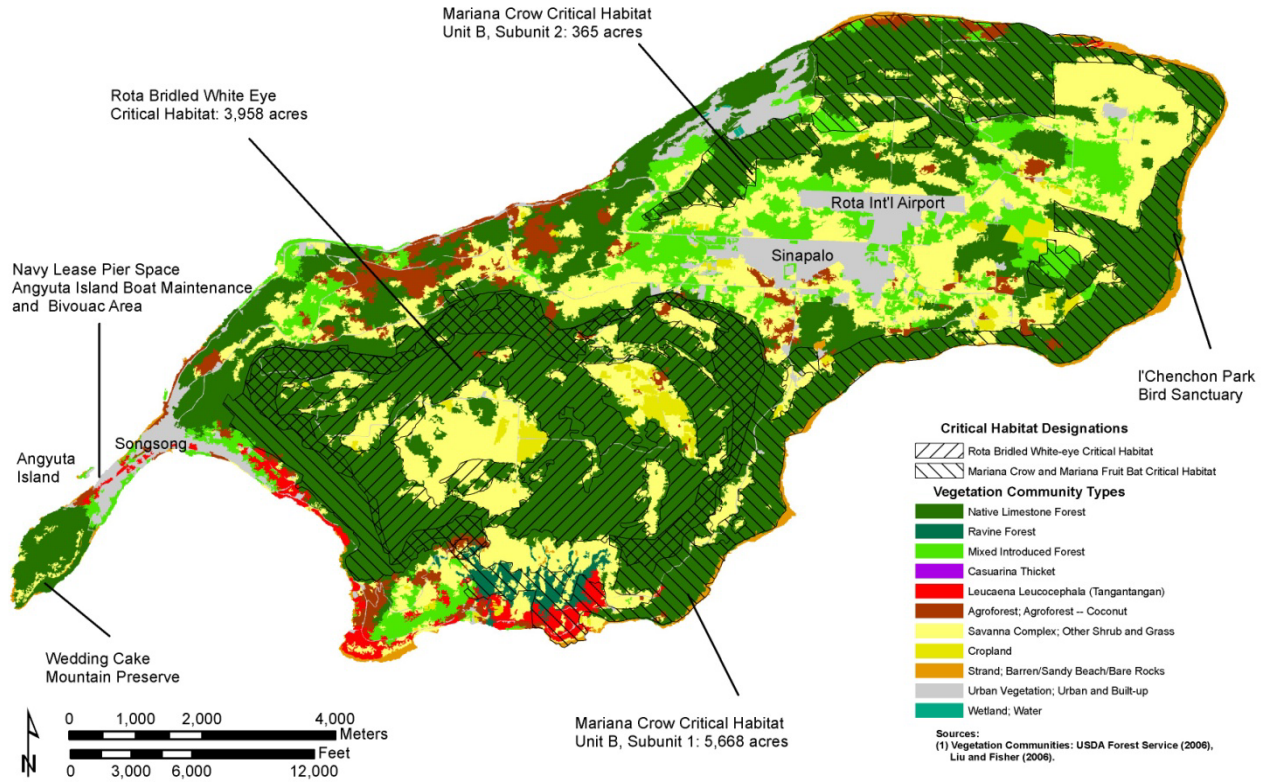 Mariana Crow Critical Habitat
Unit B, Subunit 2: 365 acres
Rota Bridled White Eye
Critical Habitat: 3,958 acres
Rota Int'l Airport
Sinapalo
Navy Lease Pier Space
Angyuta Island Boat Maintenance
and Bivouac Area
I'Chenchon Park
Bird Sanctuary
Songsong
Angyuta
Island
Wedding Cake
Mountain Preserve
Mariana Crow Critical Habitat
Unit B, Subunit 1: 5,668 acres
Critical Habitat Designations
Rota Bridled White-eye Critical Habitat
Mariana Crow and Mariana Fruit Bat Critical Habitat
Vegetation Community Types
Native Limestone Forest
Ravine Forest
Mixed Introduced Forest
Casuarina Thicket
Leucaena Leucocephala (Tangantangan)
Agroforest; Agroforest -- Coconut
Savanna Complex; Other Shrub and Grass
Cropland
Strand; Barren/Sandy Beach/Bare Rocks
Urban Vegetation; Urban and Built-up
Wetland; Water
Sources:
(1) Vegetation Communities: USDA Forest Service (2006),
Liu and Fisher (2006).
N
0 1,000 2,000 4,000
Meters
Feet
0 3,000 6,000 12,000